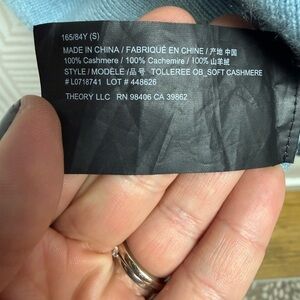 165/84Y (S)
MADE IN CHINA / FABRIQUÉ EN CHINE / 产地 中国
100% Cashmere / 100% Cachemire / 100% 山羊绒
STYLE / MODÈLE /品号 TOLLEREE OB_SOFT CASHMERE
# L0718741 LOT # 448626
THEORY LLC RN 98406 CA 39862